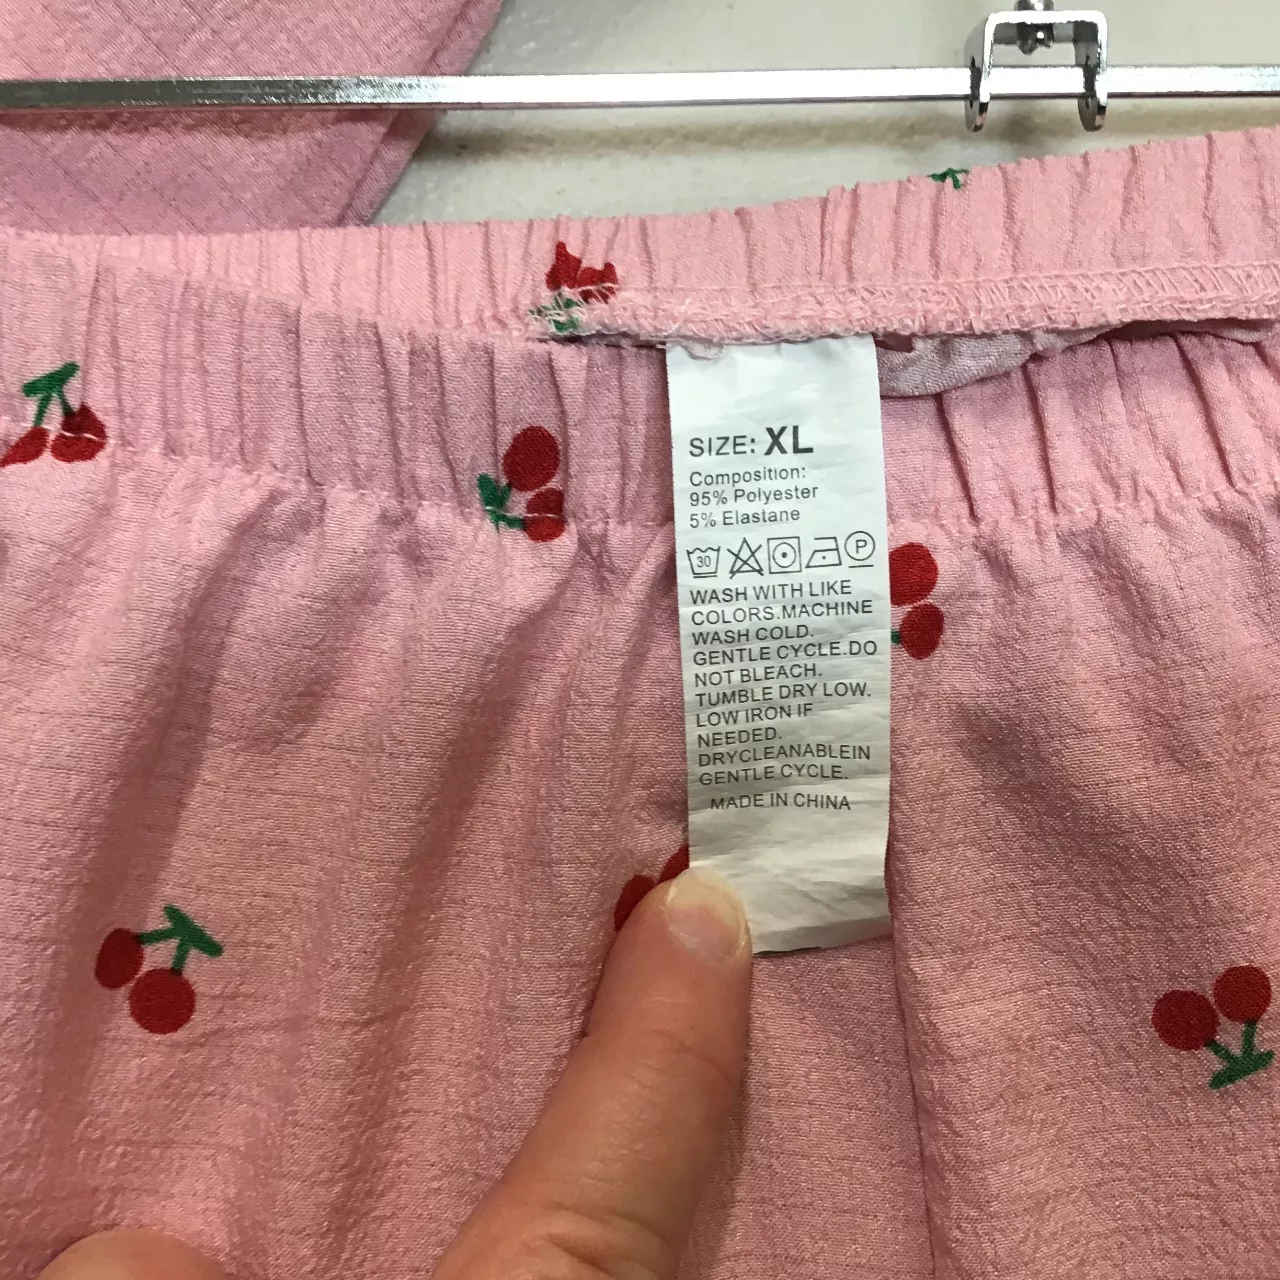 SIZE: XL
Composition:
95% Polyester
5% Elastane
30 P
WASH WITH LIKE
COLORS.MACHINE
WASH COLD.
GENTLE CYCLE.DO
NOT BLEACH.
TUMBLE DRY LOW.
LOW IRON IF
NEEDED.
DRYCLEANABLEIN
GENTLE CYCLE.
MADE IN CHINA